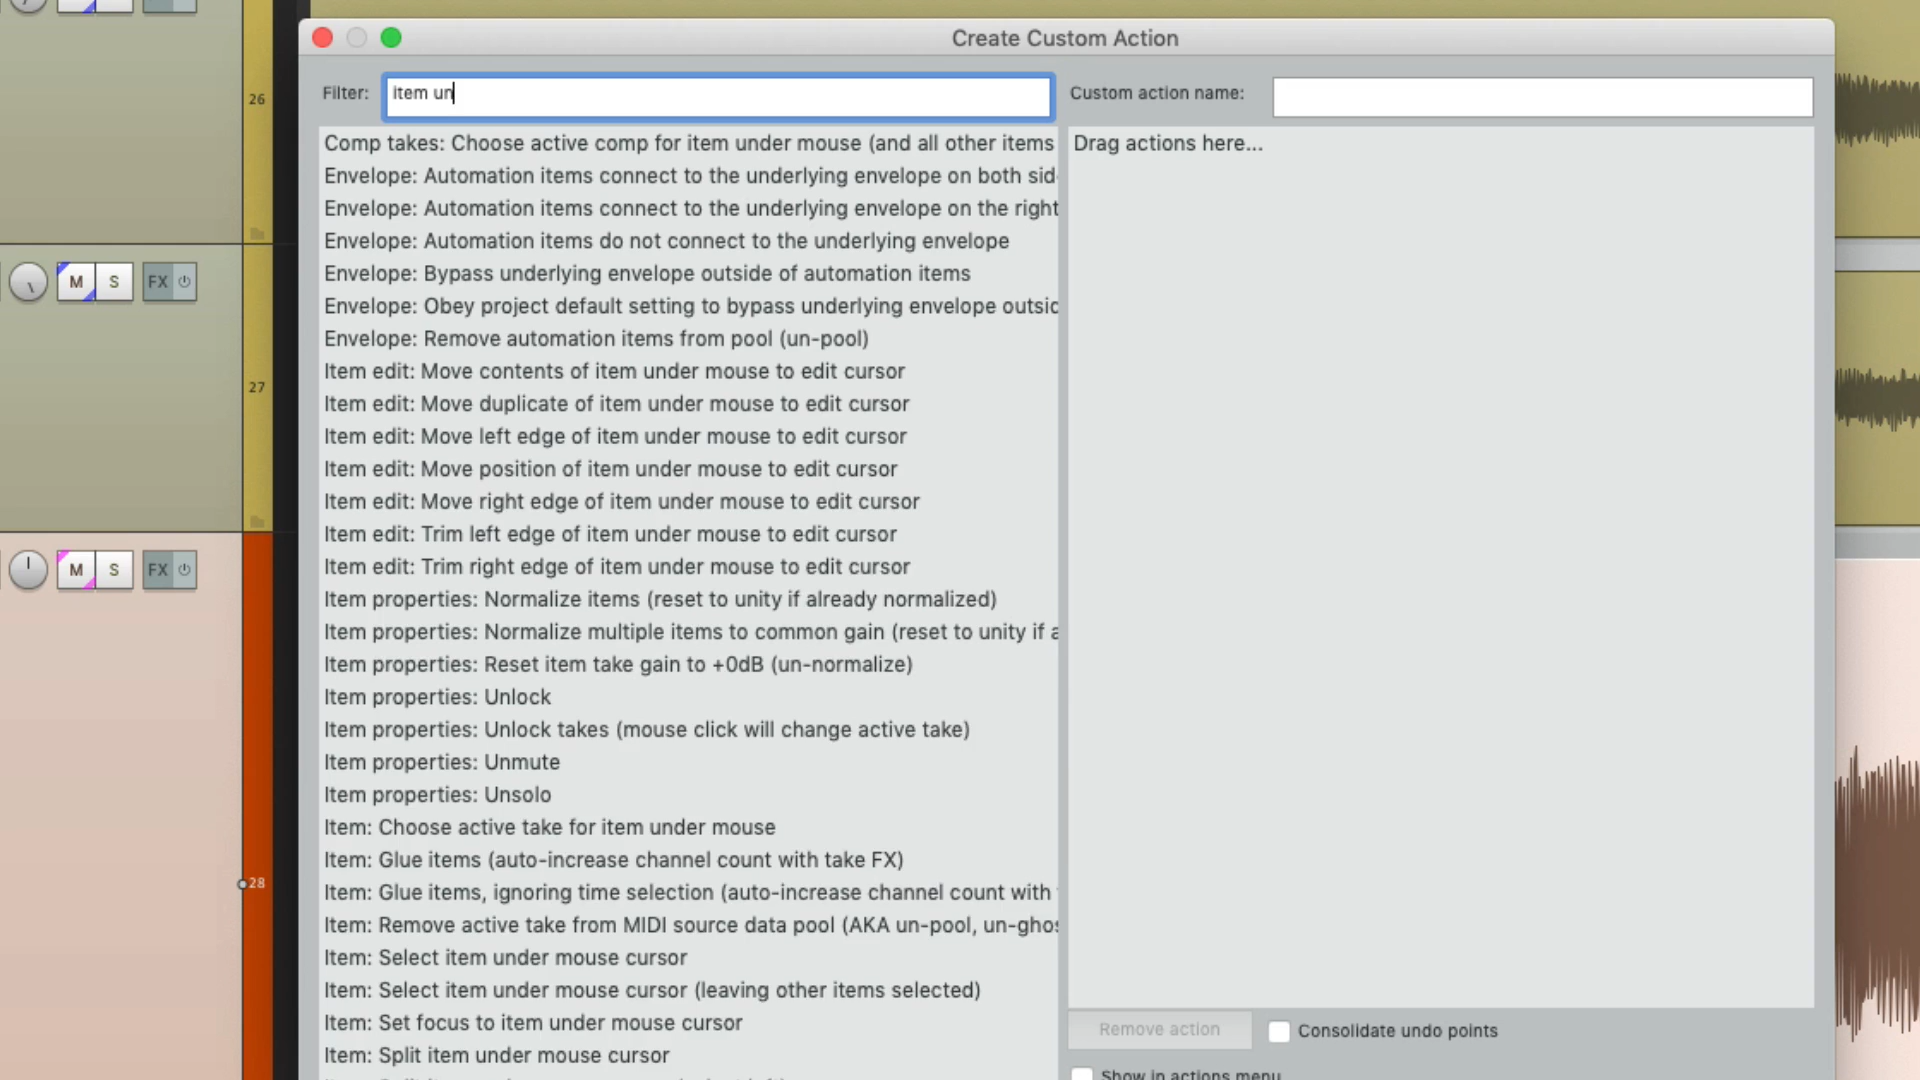 Create Custom Action
Filter:
item un
Custom action name:
Comp takes: Choose active comp for item under mouse (and all other items
Envelope: Automation items connect to the underlying envelope on both sid
Envelope: Automation items connect to the underlying envelope on the right
Envelope: Automation items do not connect to the underlying envelope
Envelope: Bypass underlying envelope outside of automation items
Envelope: Obey project default setting to bypass underlying envelope outsid
Envelope: Remove automation items from pool (un-pool)
Item edit: Move contents of item under mouse to edit cursor
Item edit: Move duplicate of item under mouse to edit cursor
Item edit: Move left edge of item under mouse to edit cursor
Item edit: Move position of item under mouse to edit cursor
Item edit: Move right edge of item under mouse to edit cursor
Item edit: Trim left edge of item under mouse to edit cursor
Item edit: Trim right edge of item under mouse to edit cursor
Item properties: Normalize items (reset to unity if already normalized)
Item properties: Normalize multiple items to common gain (reset to unity if a
Item properties: Reset item take gain to +0dB (un-normalize)
Item properties: Unlock
Item properties: Unlock takes (mouse click will change active take)
Item properties: Unmute
Item properties: Unsolo
Item: Choose active take for item under mouse
Item: Glue items (auto-increase channel count with take FX)
Item: Glue items, ignoring time selection (auto-increase channel count with
Item: Remove active take from MIDI source data pool (AKA un-pool, un-ghos
Item: Select item under mouse cursor
Item: Select item under mouse cursor (leaving other items selected)
Item: Set focus to item under mouse cursor
Item: Split item under mouse cursor
Drag actions here...
Remove action
Consolidate undo points
Show in actions menu
26
M S FX
27
M S FX
28